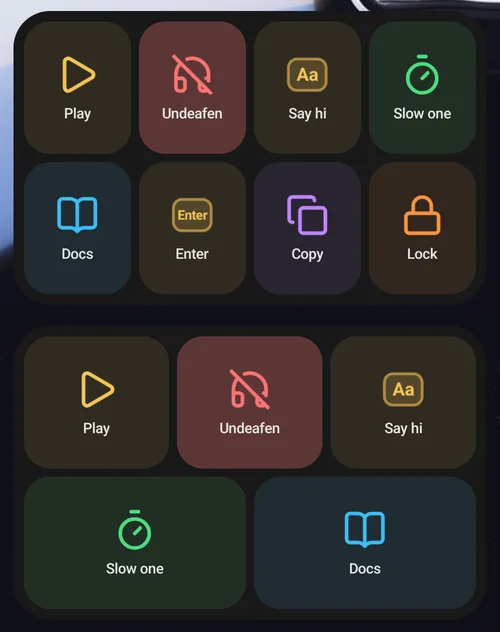 Play
Undeafen
Aa
Say hi
Slow one
Docs
Enter
Enter
Copy
Lock
Play
Undeafen
Aa
Say hi
Slow one
Docs